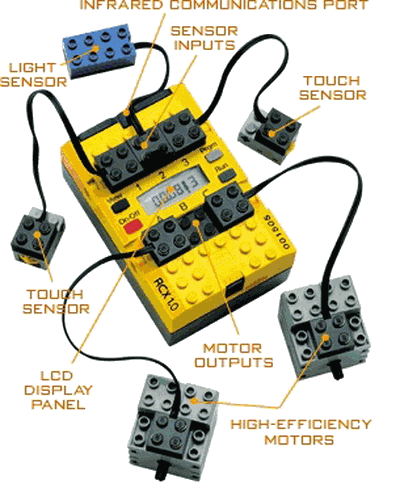 INFRARED COMMUNICATIONS PORT
SENSOR
INPUTS
LIGHT
SENSOR
TOUCH
SENSOR
Prgm
Run
View
1 2 3
On-Off
A B C
001505
RCX 1.0
TOUCH
SENSOR
MOTOR
OUTPUTS
LCD
DISPLAY
PANEL
HIGH-EFFICIENCY
MOTORS